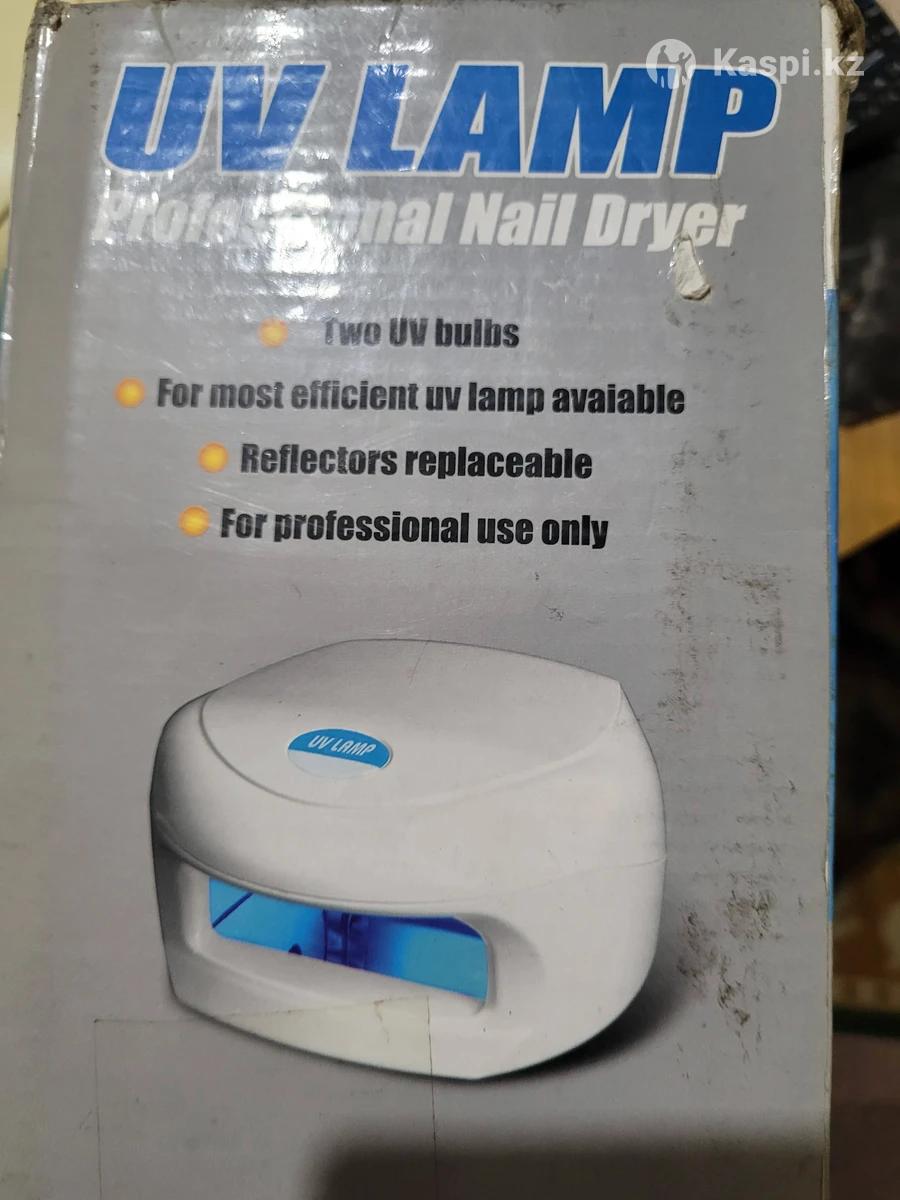 Kaspi.kz
UV LAMP
Professional Nail Dryer
Two UV bulbs
For most efficient uv lamp avaiable
Reflectors replaceable
For professional use only
UV LAMP